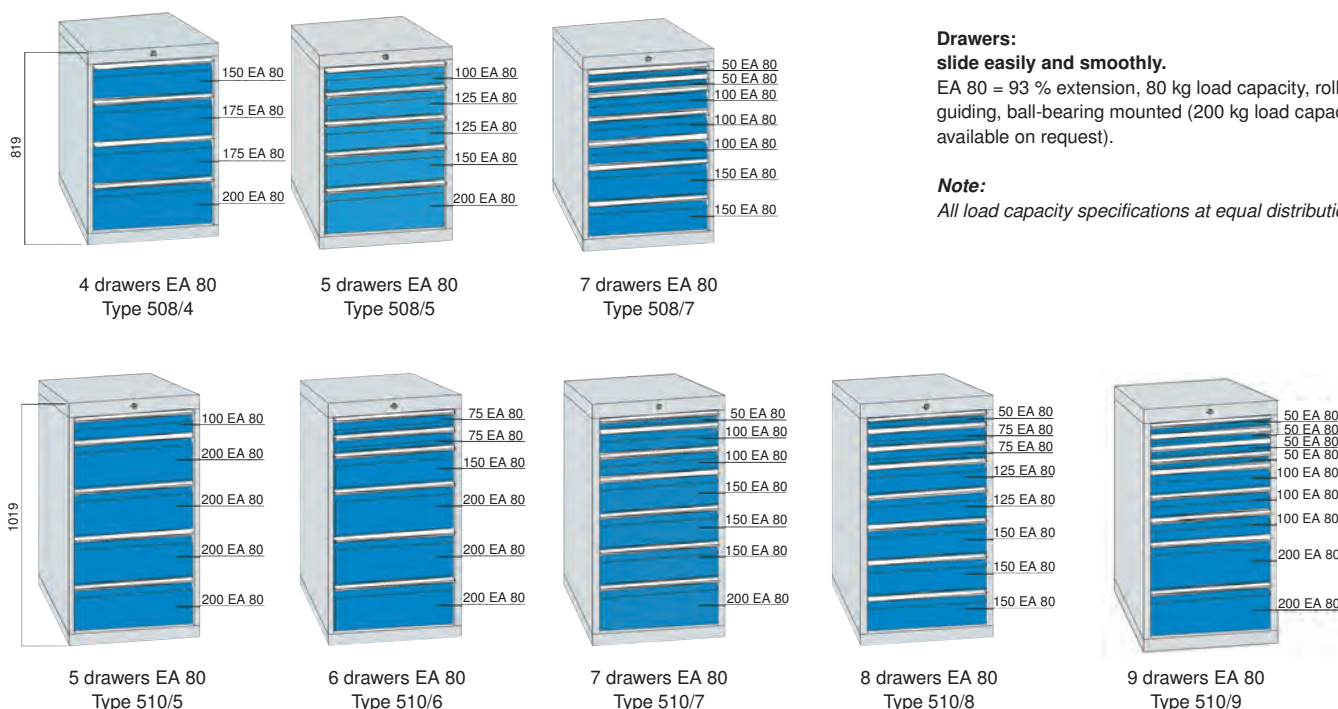 819
150 EA 80
175 EA 80
175 EA 80
200 EA 80
4 drawers EA 80
Type 508/4
100 EA 80
125 EA 80
125 EA 80
150 EA 80
200 EA 80
5 drawers EA 80
Type 508/5
50 EA 80
50 EA 80
100 EA 80
100 EA 80
100 EA 80
150 EA 80
150 EA 80
7 drawers EA 80
Type 508/7
Drawers:
slide easily and smoothly.
EA 80 = 93 % extension, 80 kg load capacity, roll
guiding, ball-bearing mounted (200 kg load capac
available on request).
Note:
All load capacity specifications at equal distributi
1019
100 EA 80
200 EA 80
200 EA 80
200 EA 80
200 EA 80
5 drawers EA 80
Type 510/5
75 EA 80
75 EA 80
150 EA 80
200 EA 80
200 EA 80
200 EA 80
6 drawers EA 80
Type 510/6
50 EA 80
100 EA 80
100 EA 80
150 EA 80
150 EA 80
150 EA 80
200 EA 80
7 drawers EA 80
Type 510/7
50 EA 80
75 EA 80
75 EA 80
125 EA 80
125 EA 80
150 EA 80
150 EA 80
150 EA 80
8 drawers EA 80
Type 510/8
50 EA 80
50 EA 80
50 EA 80
50 EA 80
100 EA 80
100 EA 80
100 EA 80
200 EA 80
200 EA 80
9 drawers EA 80
Type 510/9